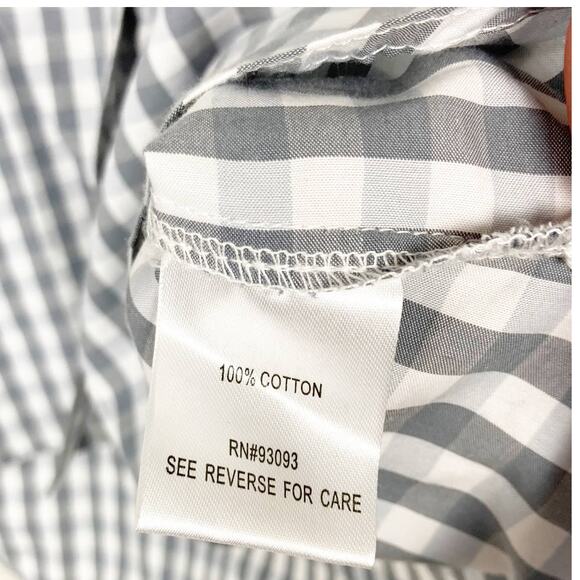 100% COTTON
RN#93093
SEE REVERSE FOR CARE